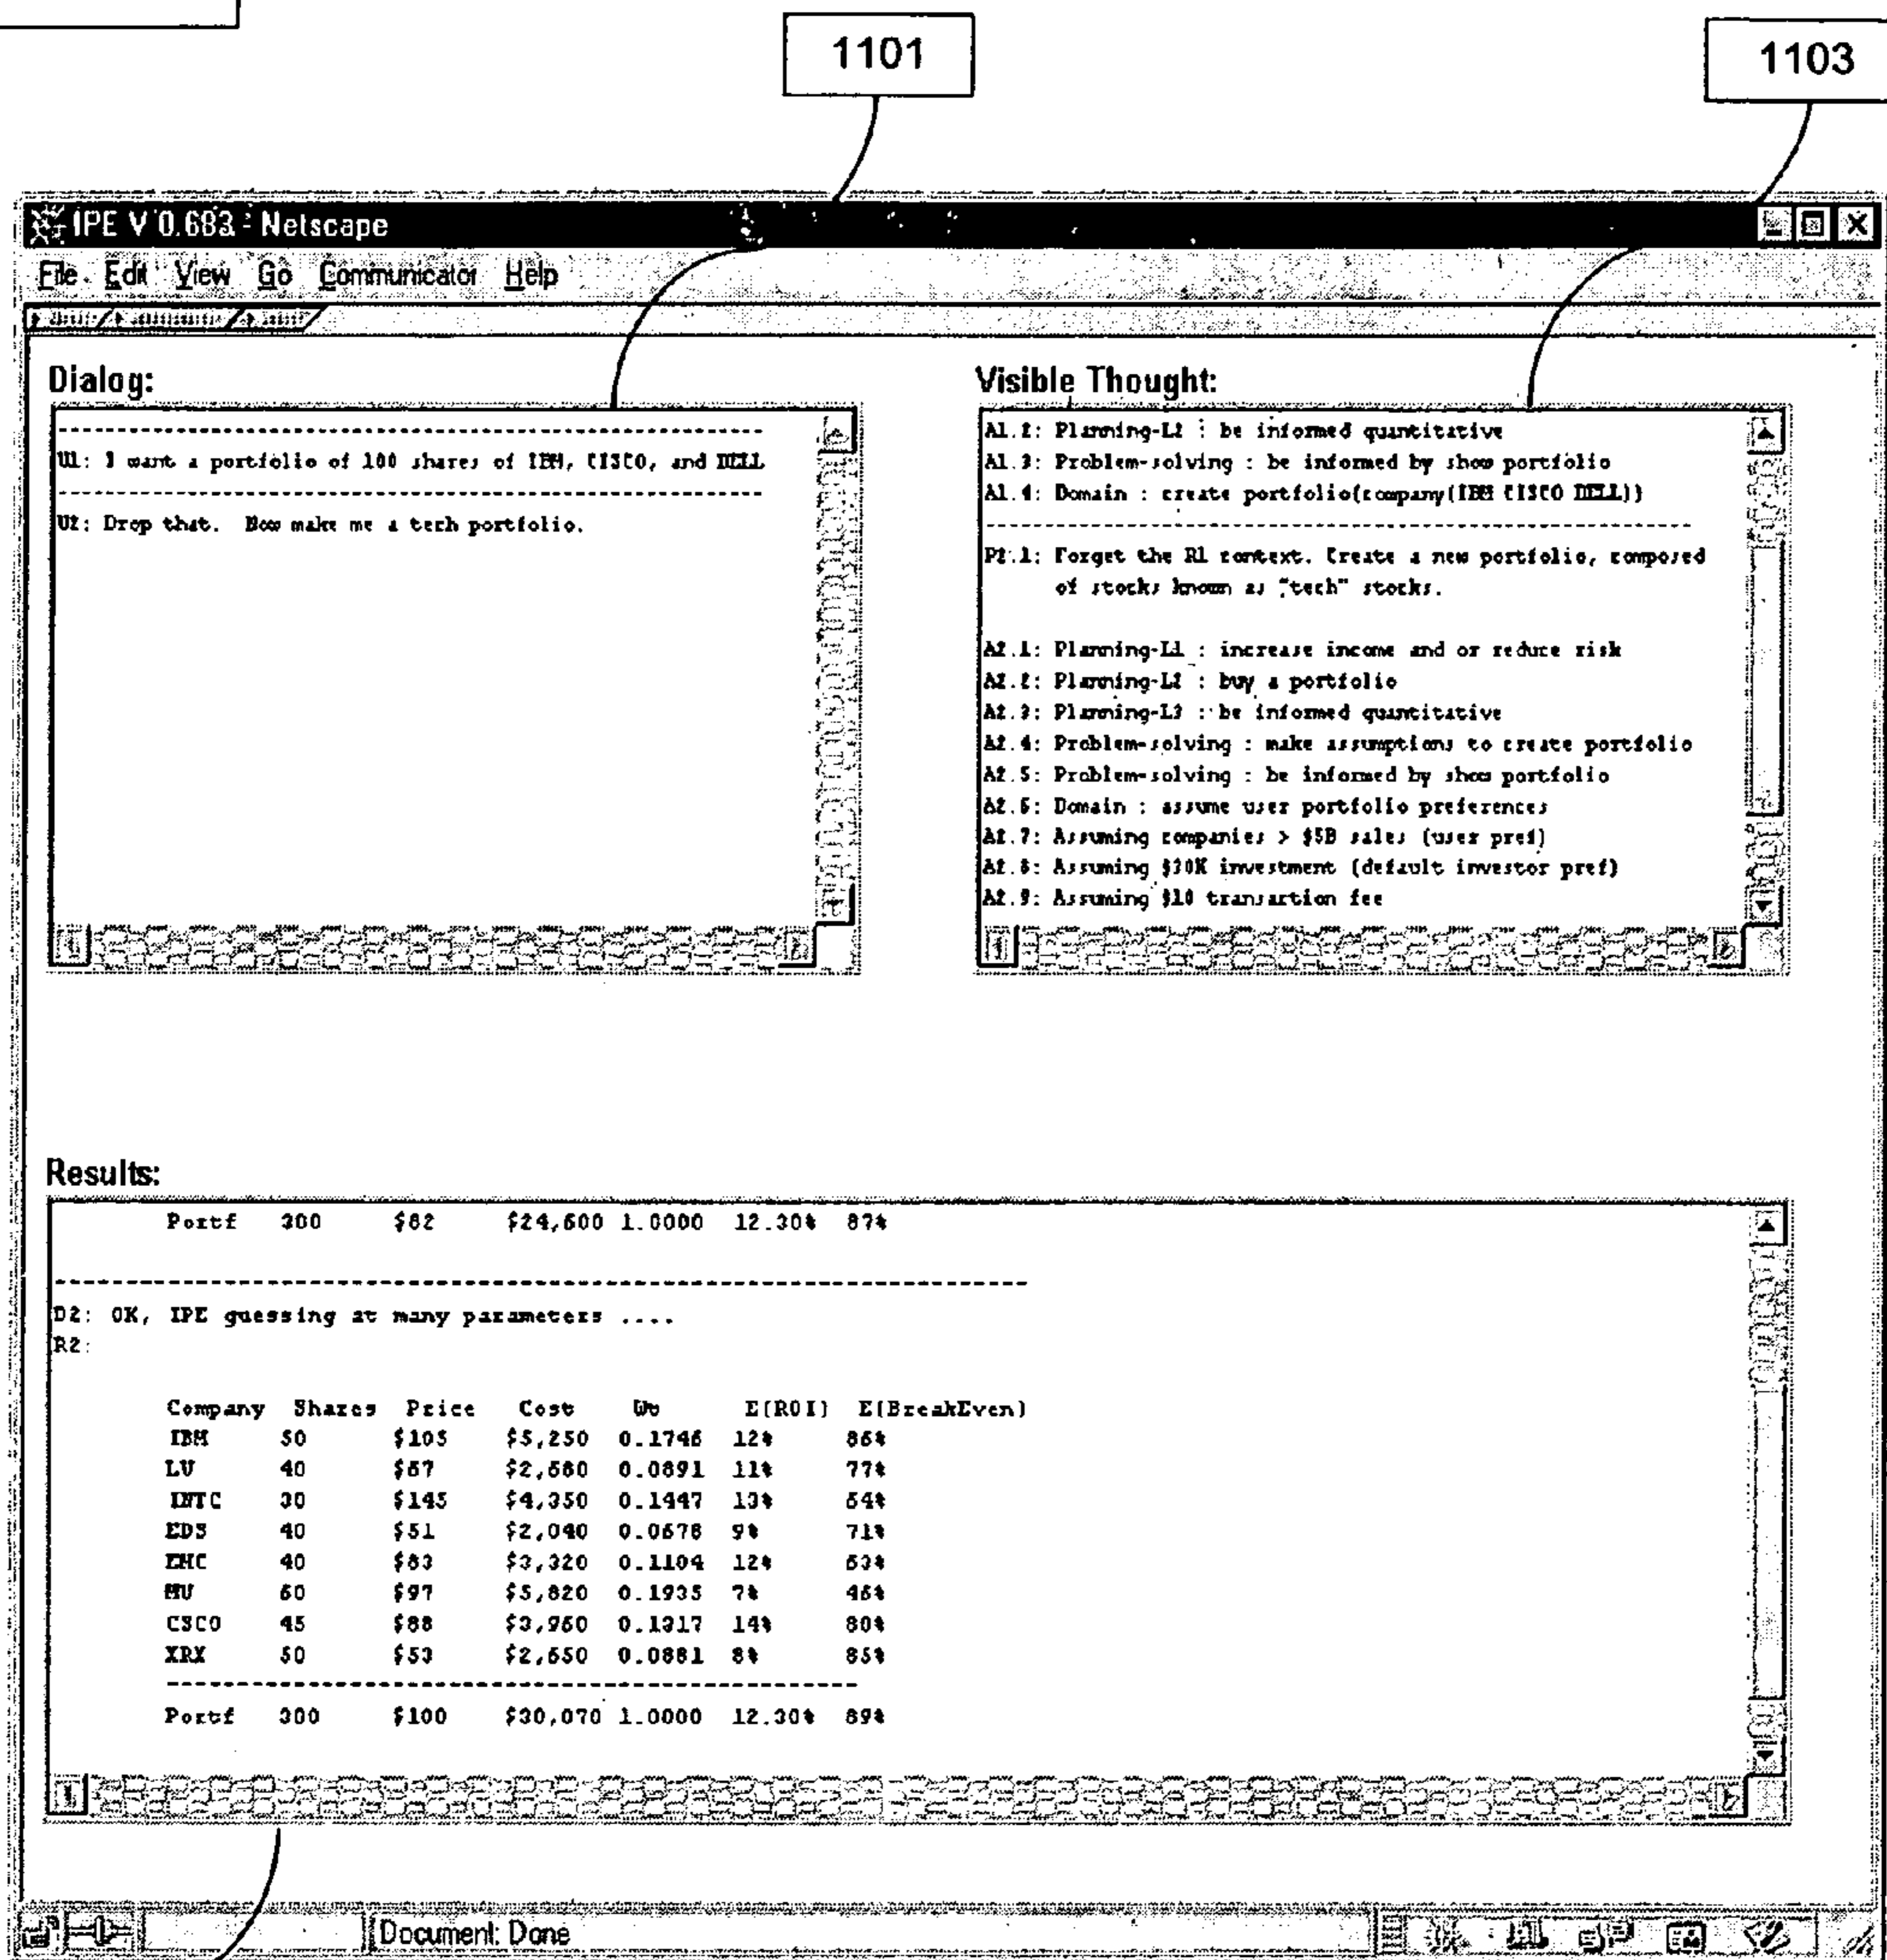 1101
1103
IPE V 0.683 - Netscape
File Edit View Go Communicator Help
Dialog:
U1: I want a portfolio of 100 shares of IBM, CISCO, and DELL
U2: Drop that. Now make me a tech portfolio.
Visible Thought:
A1.2: Planning-L2 : be informed quantitative
A1.3: Problem-solving : be informed by show portfolio
A1.4: Domain : create portfolio(company(IBM CISCO DELL))
P2.1: Forget the R1 context. Create a new portfolio, composed
of stocks known as "tech" stocks.
A2.1: Planning-L1 : increase income and or reduce risk
A2.2: Planning-L2 : buy a portfolio
A2.3: Planning-L3 : be informed quantitative
A2.4: Problem-solving : make assumptions to create portfolio
A2.5: Problem-solving : be informed by show portfolio
A2.6: Domain : assume user portfolio preferences
A2.7: Assuming companies > $5B sales (user pref)
A2.8: Assuming $30K investment (default investor pref)
A2.9: Assuming $10 transaction fee
Results:
Portf 300 $82 $24,600 1.0000 12.30% 87%
D2: OK, IPE guessing at many parameters ....
R2:
Company Shares Price Cost Wt E(ROI) E(BreakEven)
IBM 50 $105 $5,250 0.1746 12% 86%
LU 40 $67 $2,680 0.0891 11% 77%
INTC 30 $145 $4,350 0.1447 13% 64%
EDS 40 $51 $2,040 0.0678 9% 71%
EMC 40 $83 $3,320 0.1104 12% 63%
MU 60 $97 $5,820 0.1935 7% 46%
CSCO 45 $88 $3,960 0.1317 14% 80%
XRX 50 $53 $2,650 0.0881 8% 85%
Portf 300 $100 $30,070 1.0000 12.30% 89%
Document: Done